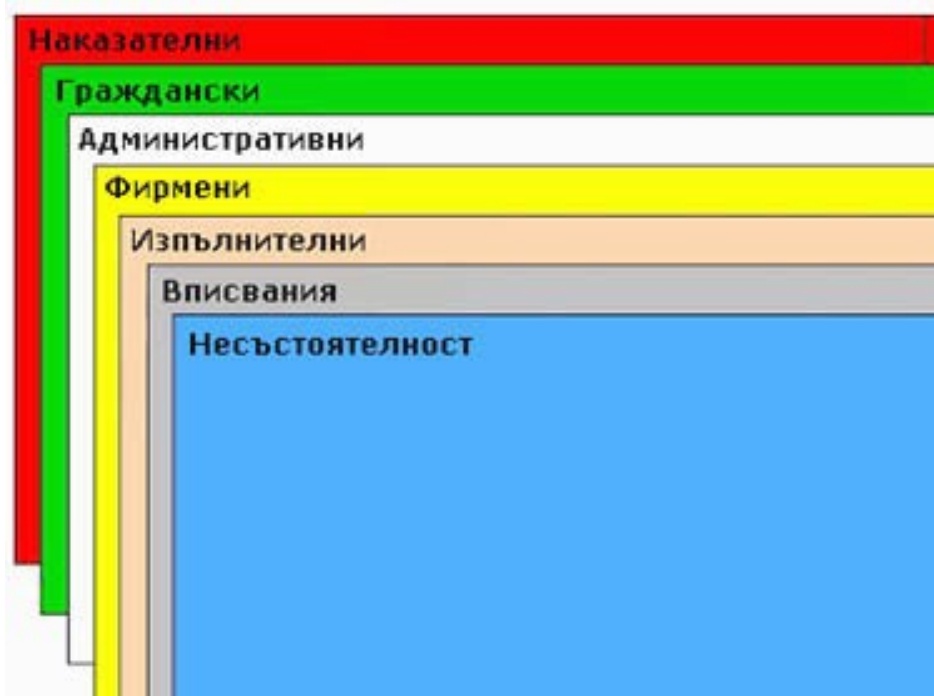 Наказателни
Граждански
Административни
Фирмени
Изпълнителни
Вписвания
Несъстоятелност